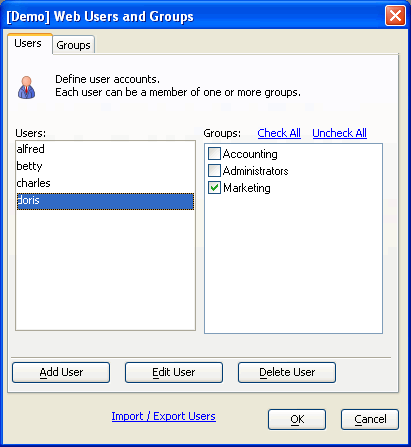 [Demo] Web Users and Groups
Users Groups
Define user accounts.
Each user can be a member of one or more groups.
Users: Groups: Check All Uncheck All
alfred
betty
charles
doris
Accounting
Administrators
Marketing
Add User Edit User Delete User
Import / Export Users OK Cancel